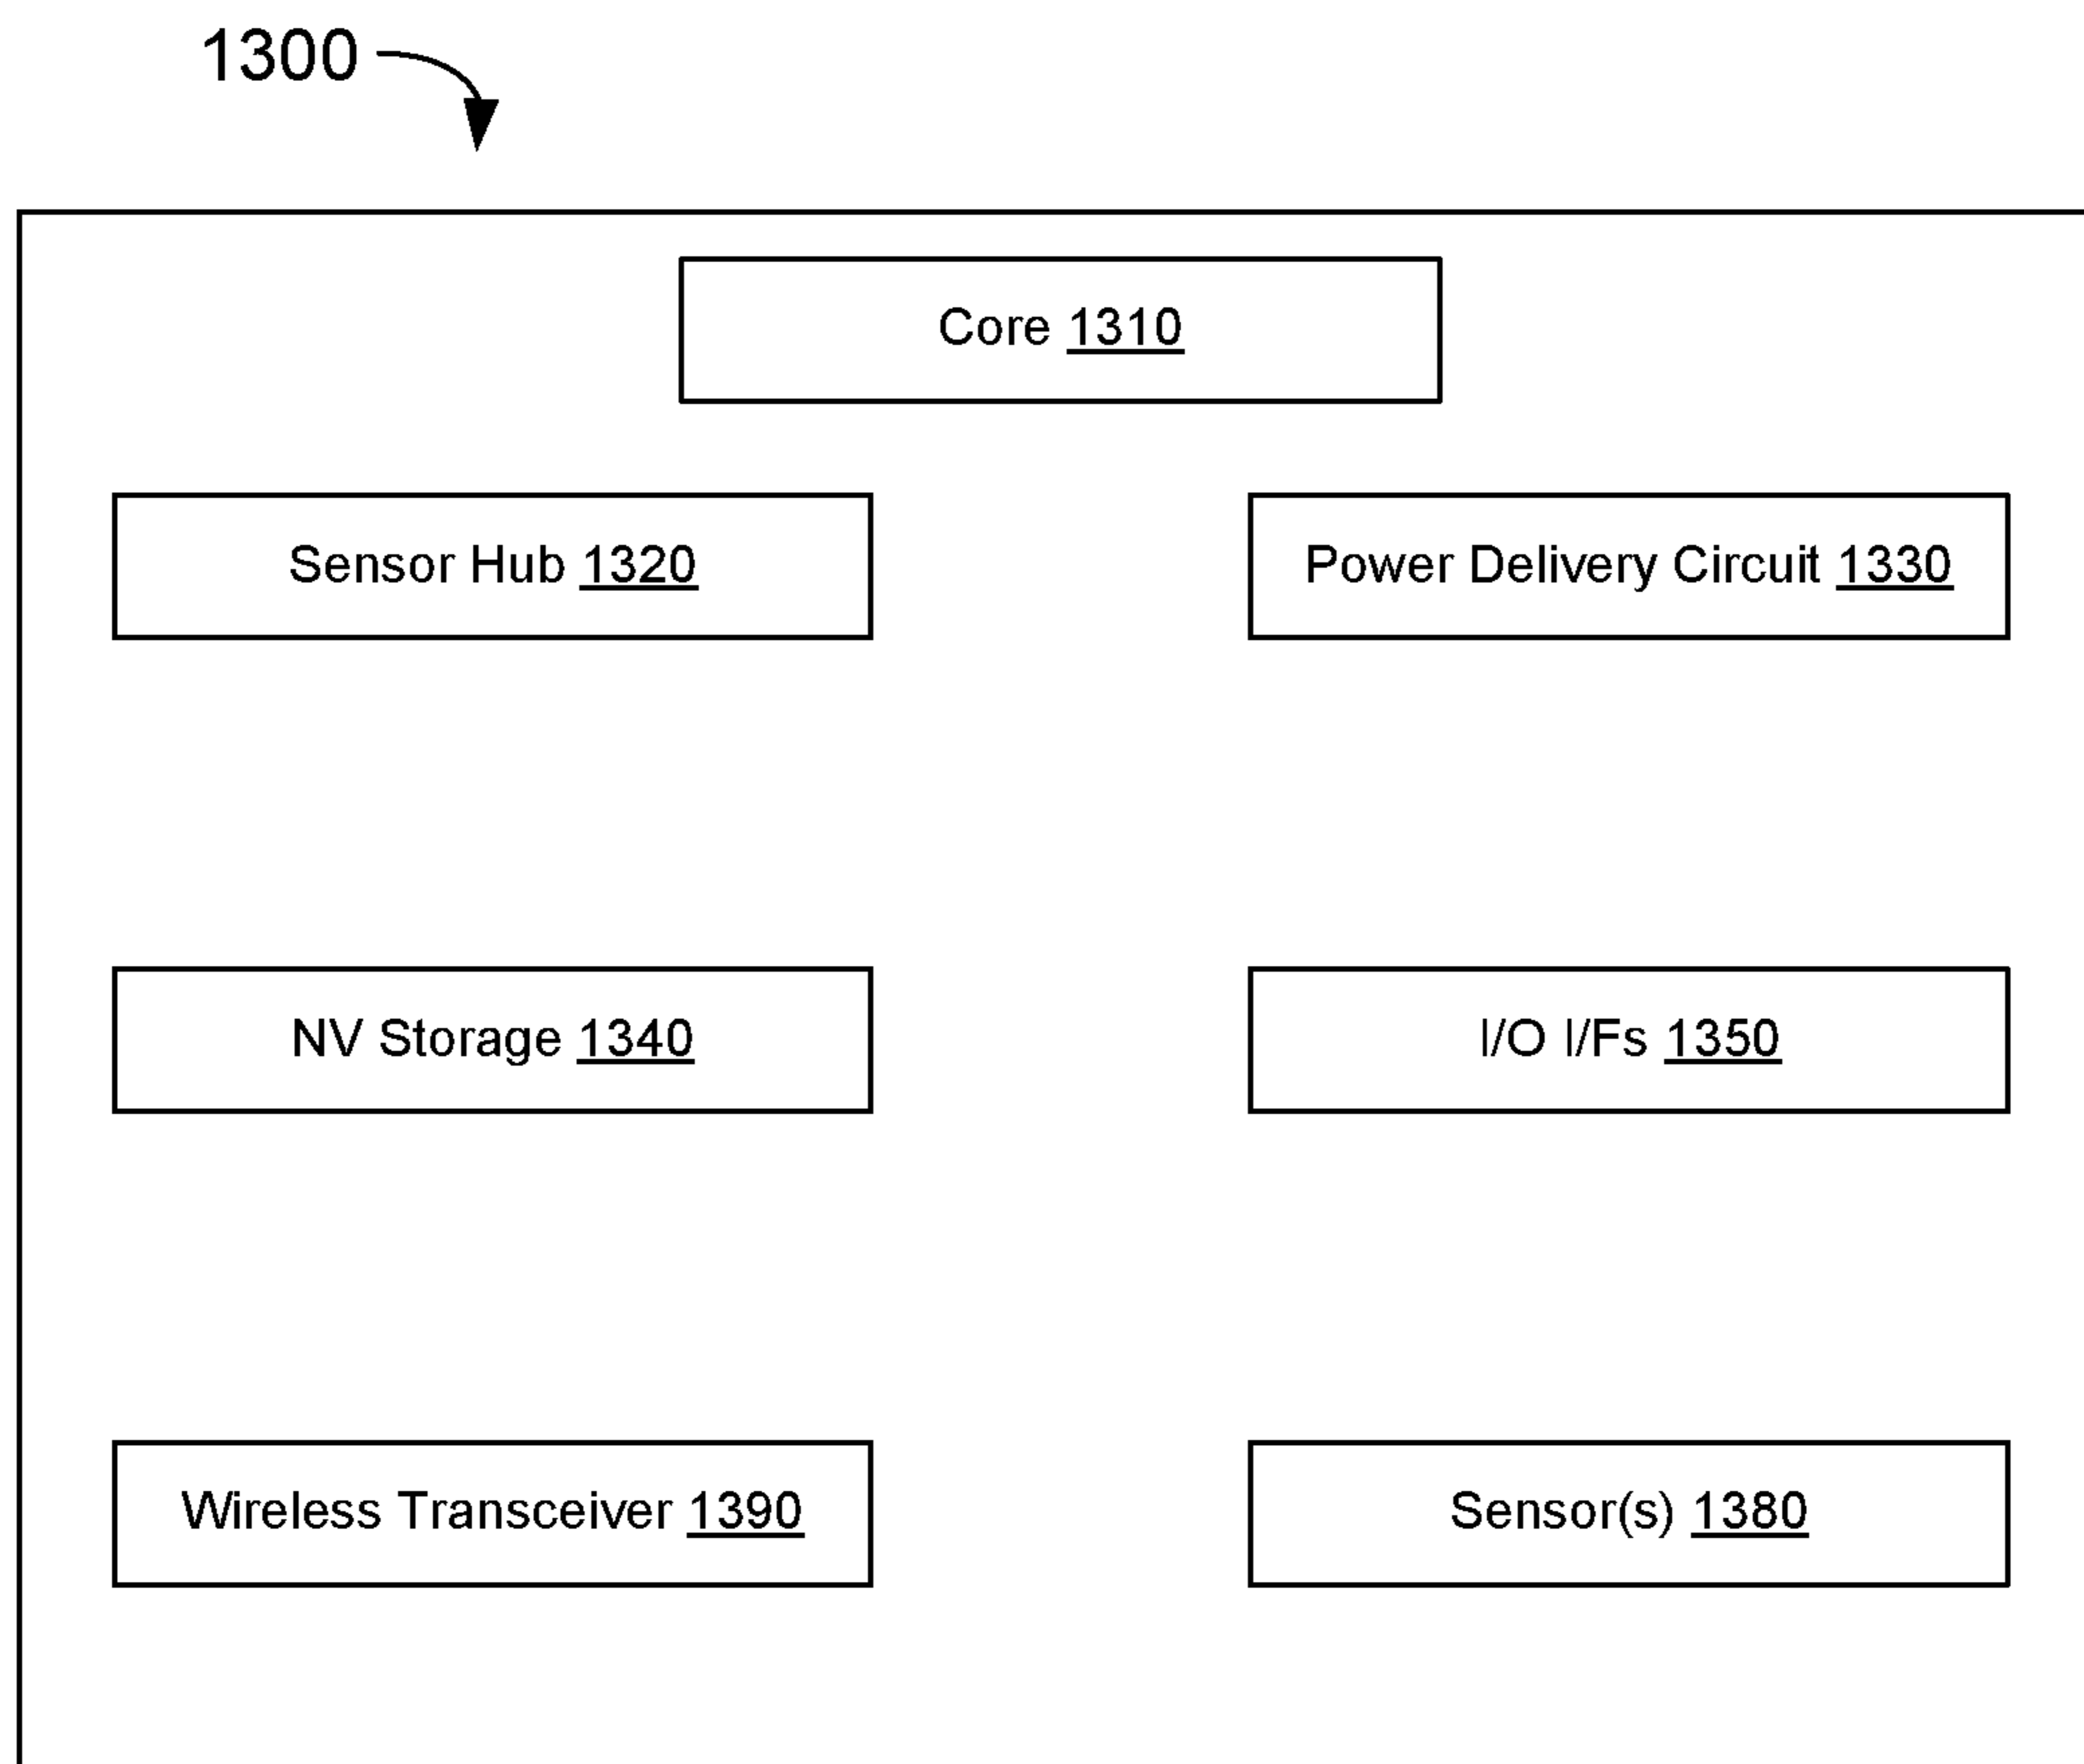 1300
Core 1310
Sensor Hub 1320
Power Delivery Circuit 1330
NV Storage 1340
I/O I/Fs 1350
Wireless Transceiver 1390
Sensor(s) 1380